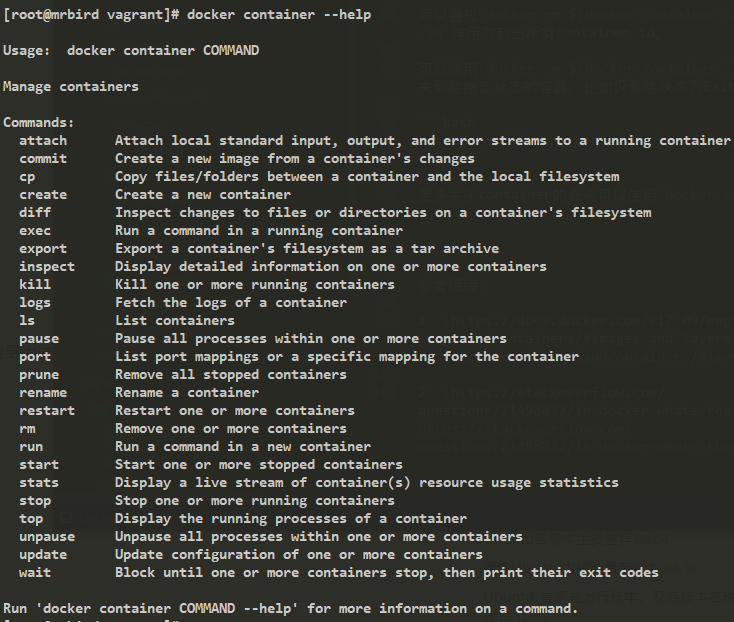 [root@mrbird vagrant]# docker container --help
Usage:  docker container COMMAND
Manage containers
Commands:
  attach      Attach local standard input, output, and error streams to a running container
  commit      Create a new image from a container's changes
  cp          Copy files/folders between a container and the local filesystem
  create      Create a new container
  diff        Inspect changes to files or directories on a container's filesystem
  exec        Run a command in a running container
  export      Export a container's filesystem as a tar archive
  inspect     Display detailed information on one or more containers
  kill        Kill one or more running containers
  logs        Fetch the logs of a container
  ls          List containers
  pause       Pause all processes within one or more containers
  port        List port mappings or a specific mapping for the container
  prune       Remove all stopped containers
  rename      Rename a container
  restart     Restart one or more containers
  rm          Remove one or more containers
  run         Run a command in a new container
  start       Start one or more stopped containers
  stats       Display a live stream of container(s) resource usage statistics
  stop        Stop one or more running containers
  top         Display the running processes of a container
  unpause     Unpause all processes within one or more containers
  update      Update configuration of one or more containers
  wait        Block until one or more containers stop, then print their exit codes
Run 'docker container COMMAND --help' for more information on a command.